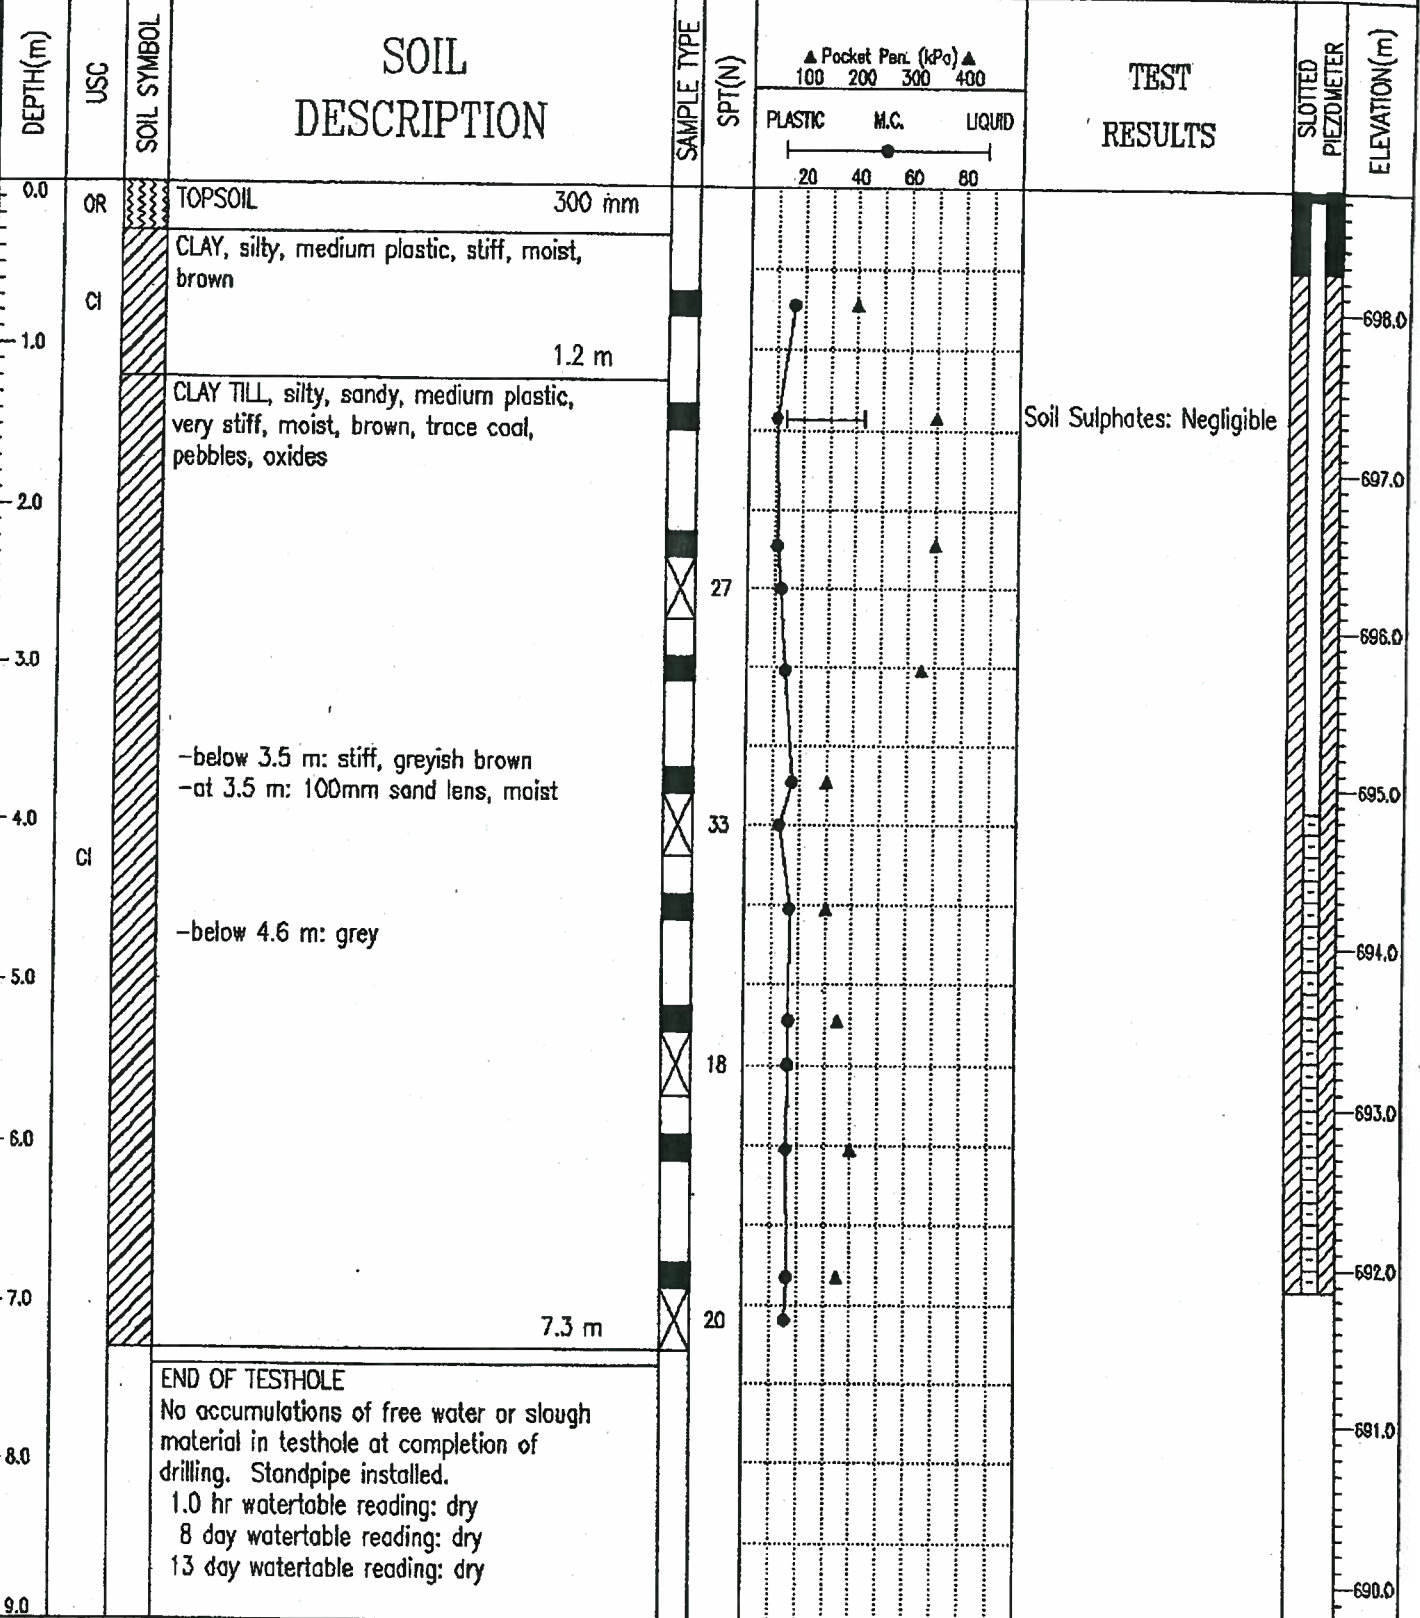 DEPTH(m)
USC
SOIL SYMBOL
SOIL
DESCRIPTION
SAMPLE TYPE
SPT(N)
▲ Pocket Pen. (kPa) ▲
100 200 300 400
PLASTIC M.C. LIQUID
20 40 60 80
TEST
RESULTS
SLOTTED
PIEZOMETER
ELEVATION(m)
0.0
OR
TOPSOIL 300 mm
CLAY, silty, medium plastic, stiff, moist,
brown
CI
698.0
1.0
1.2 m
CLAY TILL, silty, sandy, medium plastic,
very stiff, moist, brown, trace coal,
pebbles, oxides
Soil Sulphates: Negligible
697.0
2.0
27
696.0
3.0
-below 3.5 m: stiff, greyish brown
-at 3.5 m: 100mm sand lens, moist
695.0
4.0
33
CI
-below 4.6 m: grey
694.0
5.0
18
693.0
6.0
692.0
7.0
7.3 m
20
END OF TESTHOLE
No accumulations of free water or slough
material in testhole at completion of
drilling. Standpipe installed.
1.0 hr watertable reading: dry
8 day watertable reading: dry
13 day watertable reading: dry
691.0
8.0
690.0
9.0